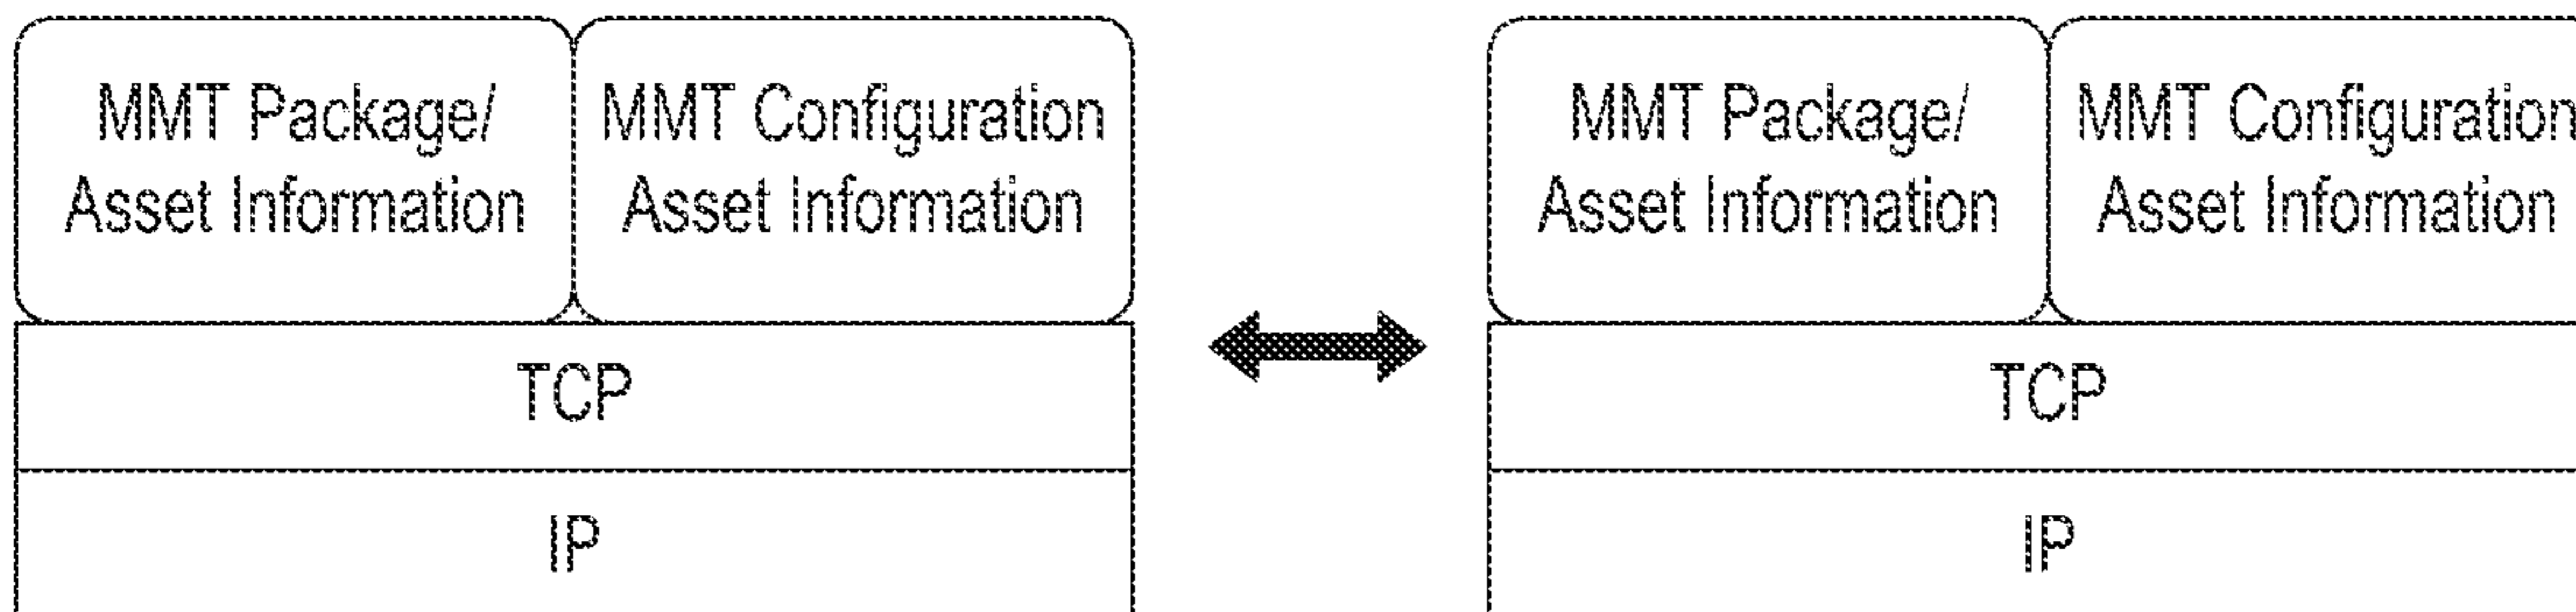 MMT Package/
Asset Information
MMT Configuration
Asset Information
TCP
IP
MMT Package/
Asset Information
MMT Configuration
Asset Information
TCP
IP